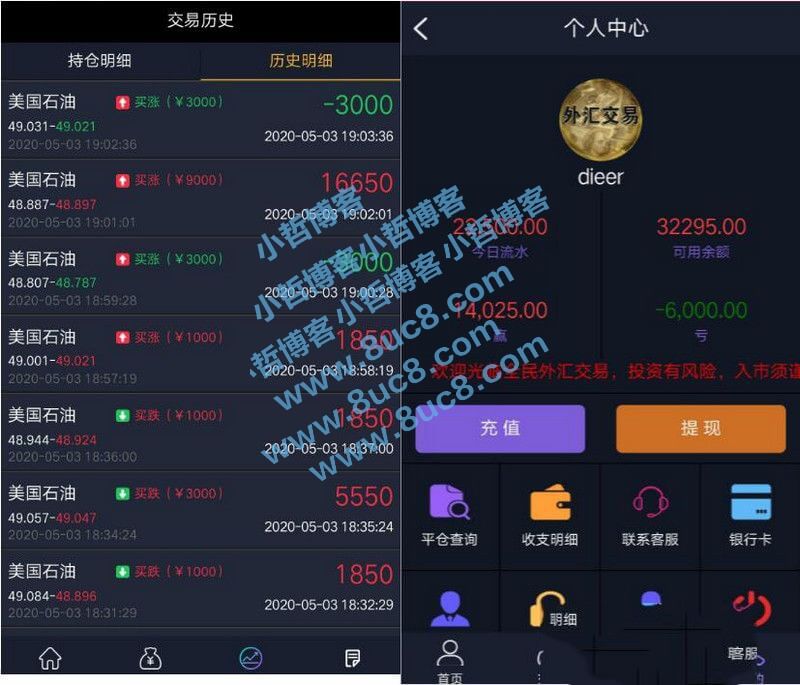 交易历史
持仓明细 历史明细
美国石油 买涨（￥3000） -3000
49.031-49.021
2020-05-03 19:02:36 2020-05-03 19:03:36
美国石油 买涨（￥9000） 16650
48.887-48.897
2020-05-03 19:01:01 2020-05-03 19:02:01
美国石油 买涨（￥3000）
48.807-48.787
2020-05-03 18:59:28 2020-05-03 19:00:28
美国石油 买涨（￥1000） 1850
49.001-49.021
2020-05-03 18:57:19 2020-05-03 18:58:19
美国石油 买跌（￥1000） 1850
48.944-48.924
2020-05-03 18:36:00 2020-05-03 18:37:00
美国石油 买跌（￥3000） 5550
49.057-49.047
2020-05-03 18:34:24 2020-05-03 18:35:24
美国石油 买跌（￥1000） 1850
49.084-48.896
2020-05-03 18:31:29 2020-05-03 18:32:29
个人中心
外汇交易
dieer
32295.00
今日流水 可用余额
14,025.00 -6,000.00
赢 亏
全民外汇交易，投资有风险，入市须谨
充值 提现
平仓查询 收支明细 联系客服 银行卡
明细
首页 客服
小哲博客小哲博客
小哲博客小哲博客小哲博客
www.8uc8.com
www.8uc8.com
www.8uc8.com